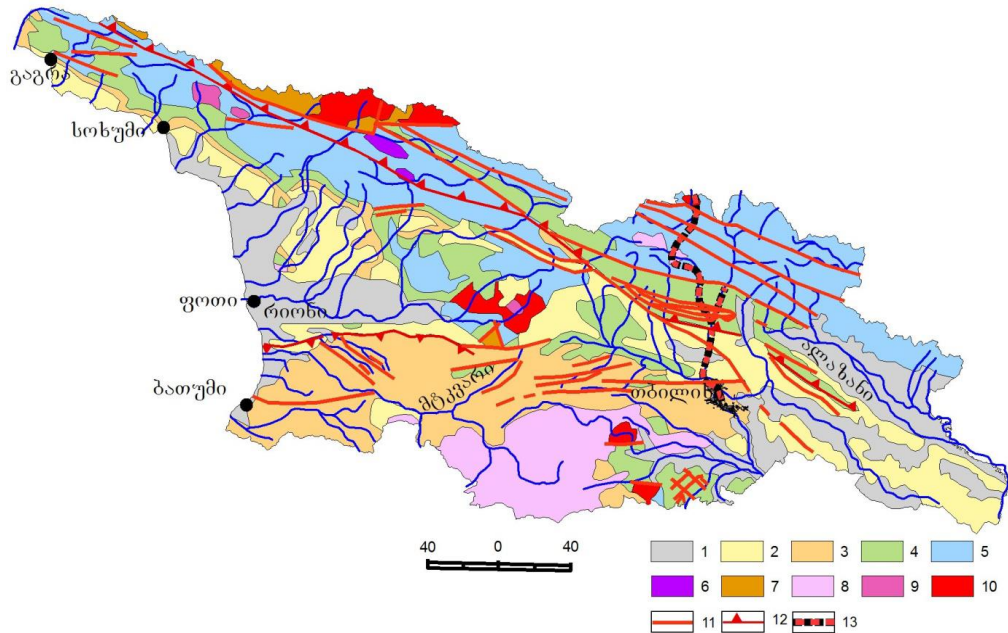 გაგრა
სოხუმი
ფოთი
რიონი
ალაზანი
ბათუმი
მტკვარი
თბილისი
40 0 40
1 2 3 4 5
6 7 8 9 10
11 12 13